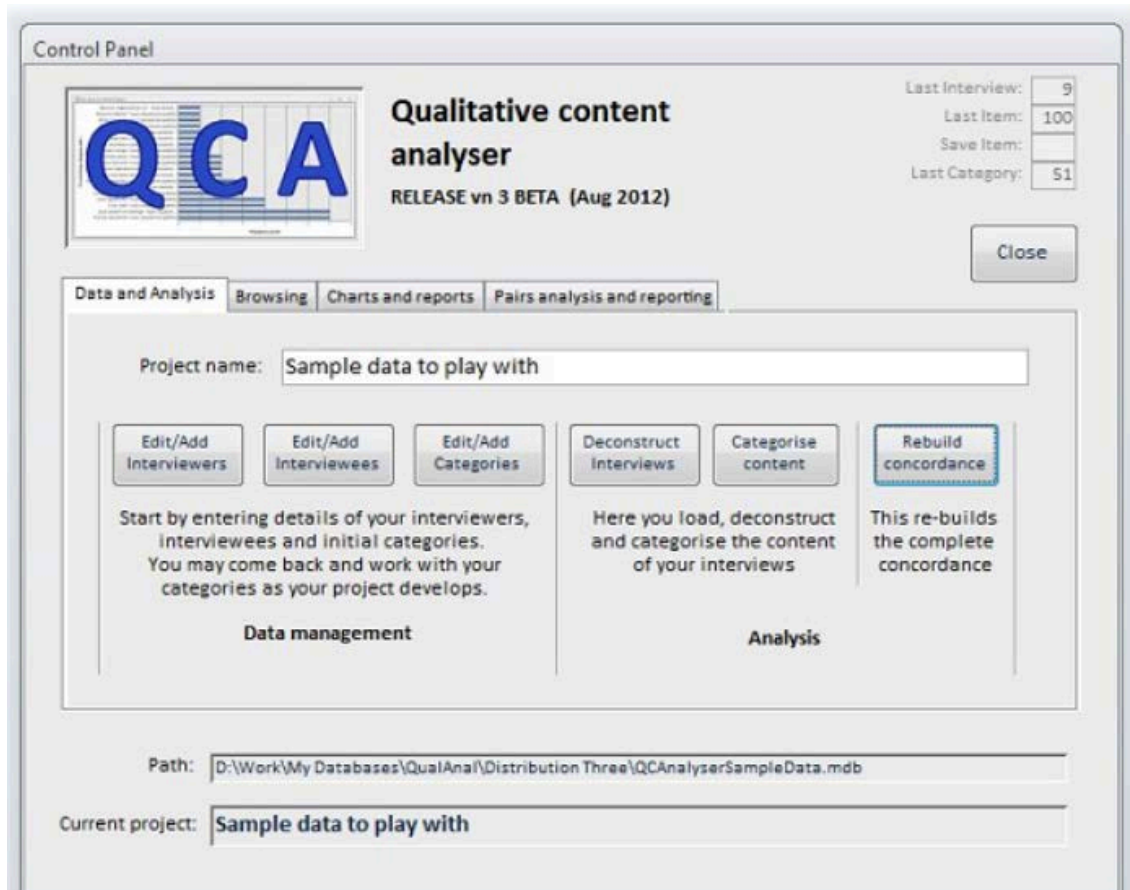 Control Panel
QCA
Qualitative content
analyser
RELEASE vn 3 BETA (Aug 2012)
Last Interview: 9
Last Item: 100
Save Item:
Last Category: 51
Close
Data and Analysis Browsing Charts and reports Pairs analysis and reporting
Project name: Sample data to play with
Edit/Add
Interviewers
Edit/Add
Interviewees
Edit/Add
Categories
Deconstruct
Interviews
Categorise
content
Rebuild
concordance
Start by entering details of your interviewers,
interviewees and initial categories.
You may come back and work with your
categories as your project develops.
Data management
Here you load, deconstruct
and categorise the content
of your interviews
This re-builds
the complete
concordance
Analysis
Path: D:\Work\My Databases\QualAnal\Distribution Three\QCAnalyserSampleData.mdb
Current project: Sample data to play with